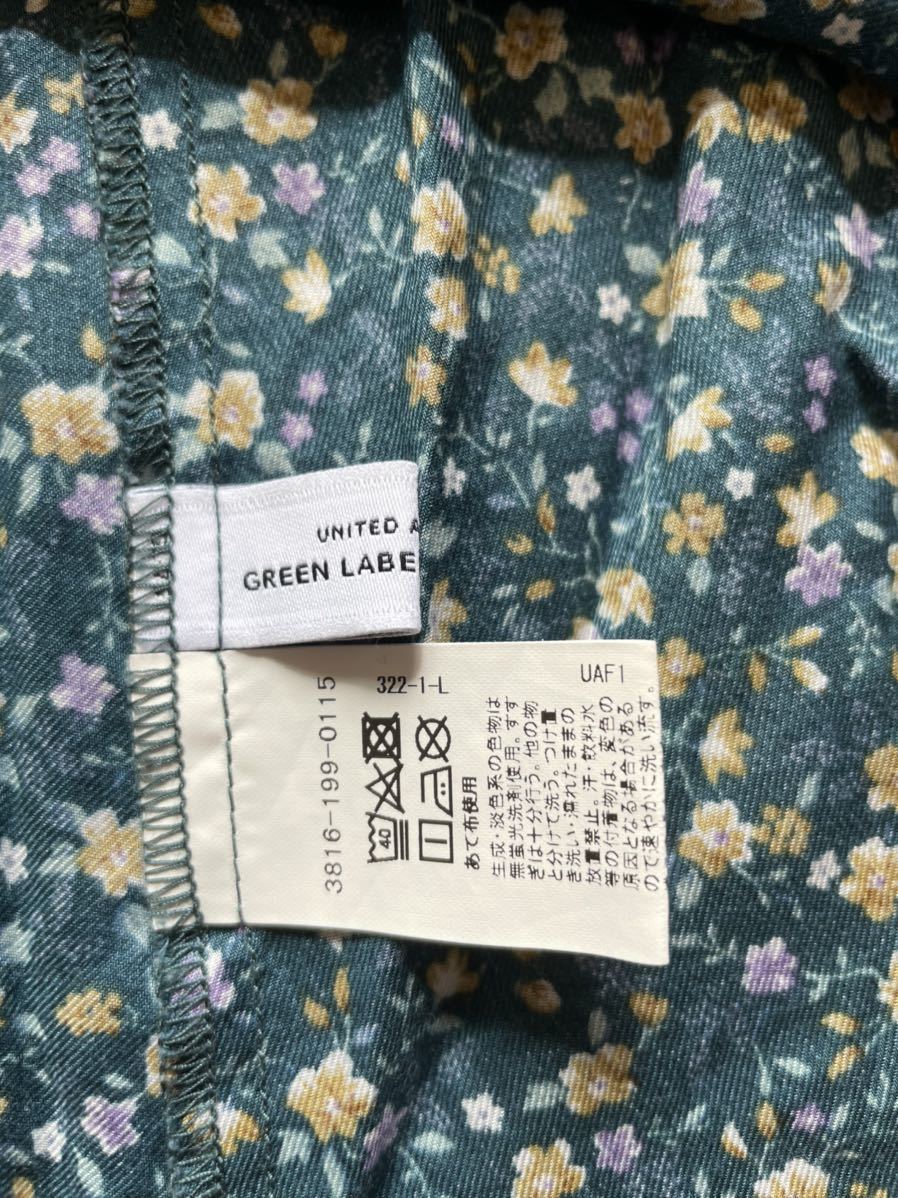 UNITED A
GREEN LABE
3816-199-0115
322-1-L
UAF1
40
あて布使用
生成・淡色系の色物は
無蛍光洗剤使用。すす
ぎは十分行う。他の物
と分けて洗う。つけ置
き洗い・濡れたままの
放置禁止。汗・飲料水
等の付着物は、変色の
原因となる場合がある
ので速やかに洗い流す。